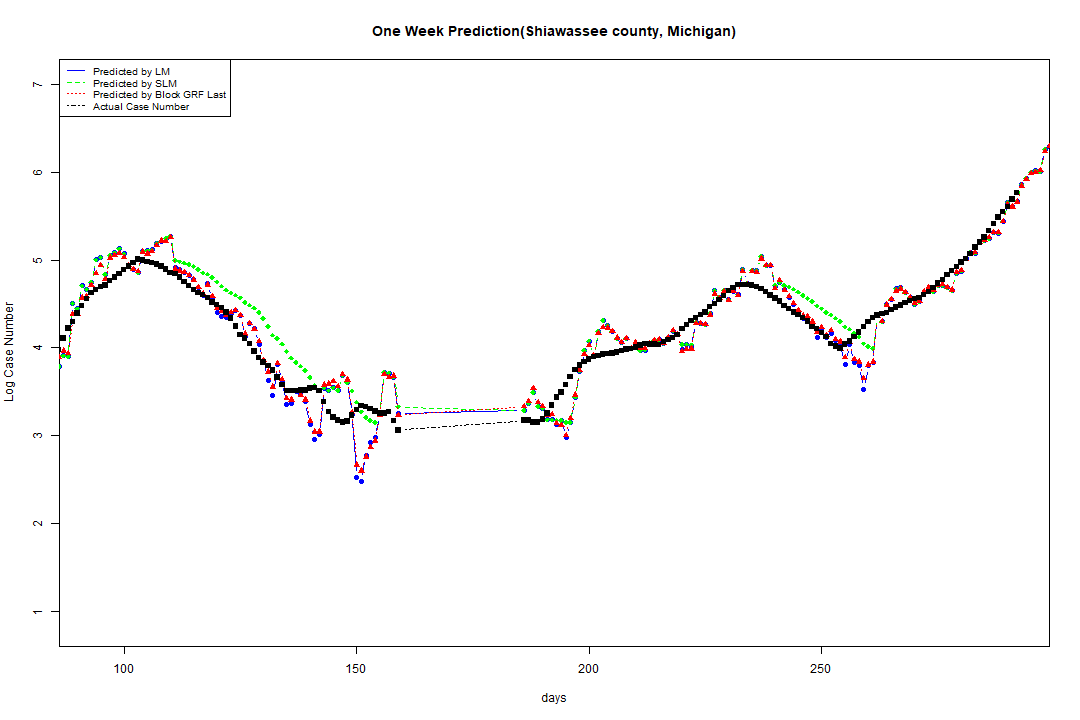 One Week Prediction(Shiawassee county, Michigan)
Predicted by LM
Predicted by SLM
Predicted by Block GRF Last
Actual Case Number
7
6
5
4
3
2
1
Log Case Number
100
150
200
250
days